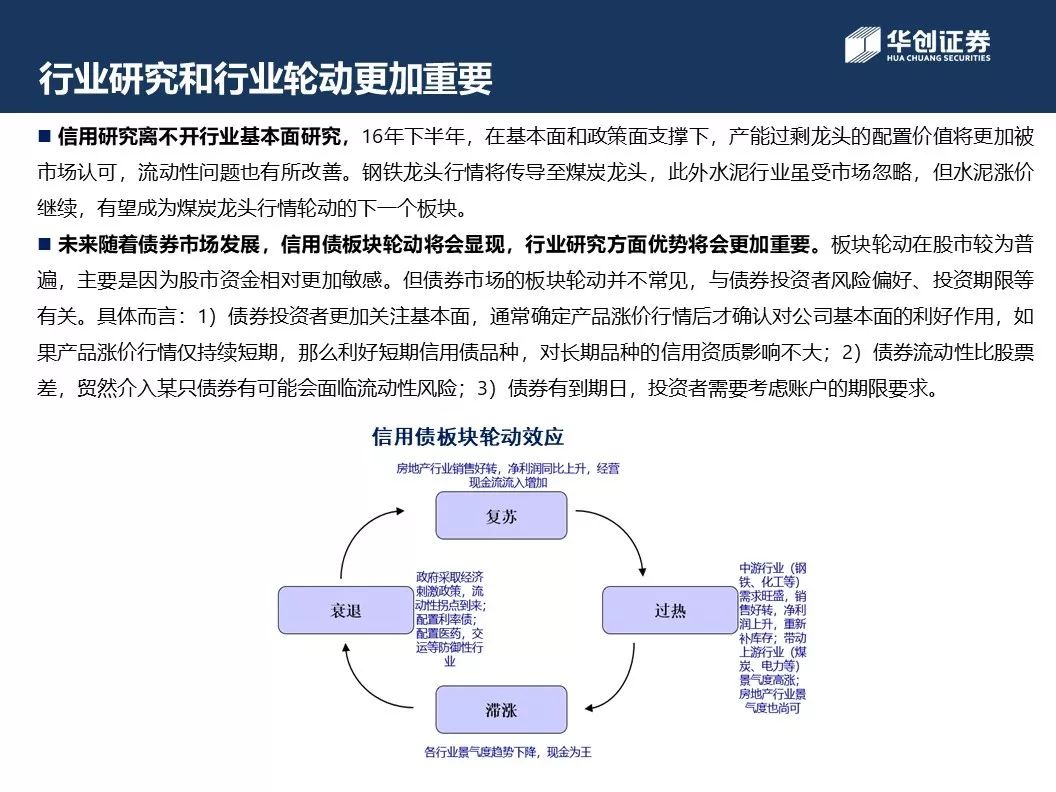 华创证券
HUA CHUANG SECURITIES
行业研究和行业轮动更加重要
■ 信用研究离不开行业基本面研究，16年下半年，在基本面和政策面支撑下，产能过剩龙头的配置价值将更加被
市场认可，流动性问题也有所改善。钢铁龙头行情将传导至煤炭龙头，此外水泥行业虽受市场忽略，但水泥涨价
继续，有望成为煤炭龙头行情轮动的下一个板块。
■ 未来随着债券市场发展，信用债板块轮动将会显现，行业研究方面优势将会更加重要。板块轮动在股市较为普
遍，主要是因为股市资金相对更加敏感。但债券市场的板块轮动并不常见，与债券投资者风险偏好、投资期限等
有关。具体而言：1）债券投资者更加关注基本面，通常确定产品涨价行情后才确认对公司基本面的利好作用，如
果产品涨价行情仅持续短期，那么利好短期信用债品种，对长期品种的信用资质影响不大；2）债券流动性比股票
差，贸然介入某只债券有可能会面临流动性风险；3）债券有到期日，投资者需要考虑账户的期限要求。
信用债板块轮动效应
房地产行业销售好转，净利润同比上升，经营
现金流流入增加
复苏
衰退
政府采取经济
刺激政策，流
动性拐点到来；
配置利率债；
配置医药，交
运等防御性行
业
过热
中游行业（钢
铁、化工等）
需求旺盛，销
售好转，净利
润上升，重新
补库存；带动
上游行业（煤
炭、电力等）
景气度高涨；
房地产行业景
气度也尚可
滞涨
各行业景气度趋势下降，现金为王